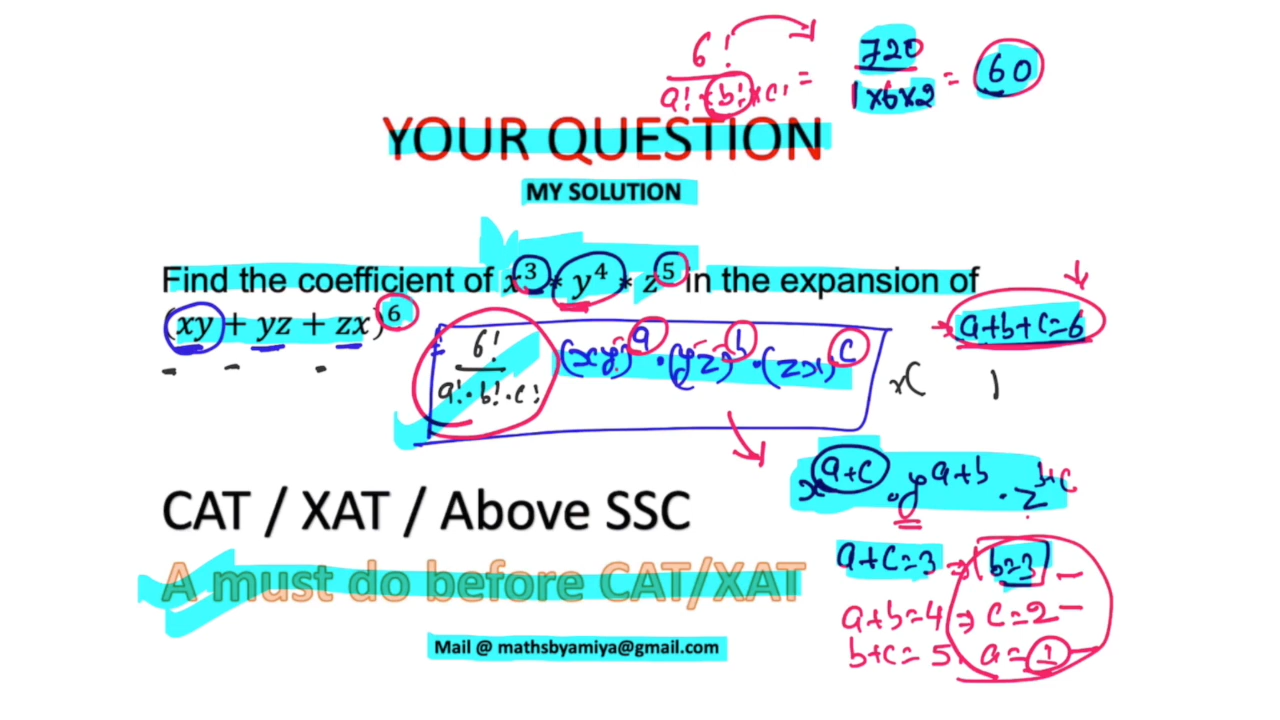 6! / a!·b!×c! = 720 / 1×6×2 = 60
YOUR QUESTION
MY SOLUTION
Find the coefficient of x³ * y⁴ * z⁵ in the expansion of
(xy + yz + zx)⁶
a+b+c=6
6! / a!·b!·c! (xy)ᵃ·(yz)ᵇ·(zx)ᶜ
x^(a+c)·y^(a+b)·z^(b+c)
CAT / XAT / Above SSC
a+c=3 ⇒ b=3
A must do before CAT/XAT
a+b=4 ⇒ c=2
b+c=5, a=1
Mail @ mathsbyamiya@gmail.com